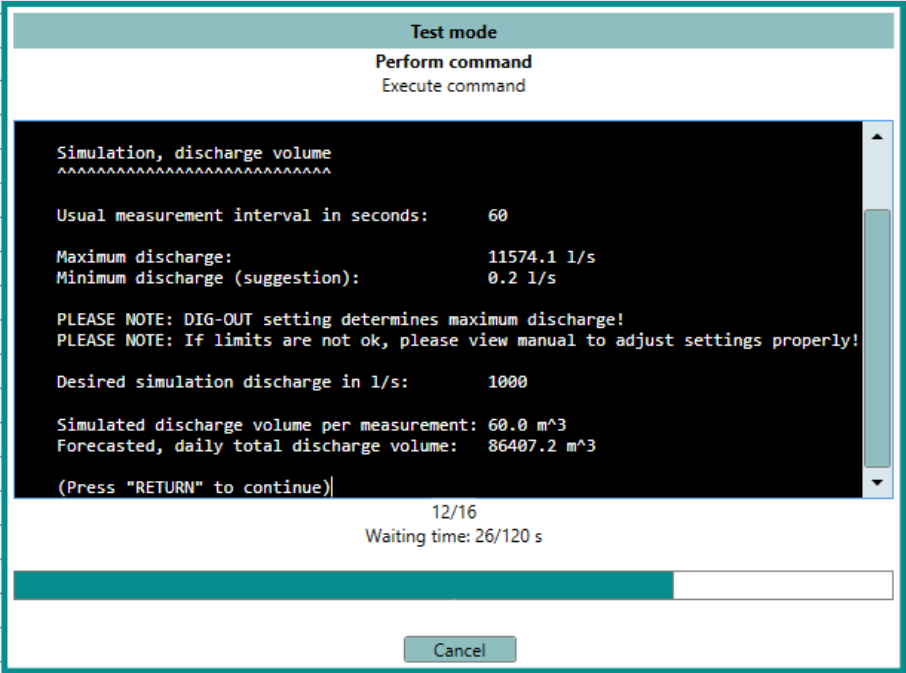 Test mode
Perform command
Execute command
Simulation, discharge volume
^^^^^^^^^^^^^^^^^^^^^^^^^^^^
Usual measurement interval in seconds: 60
Maximum discharge: 11574.1 l/s
Minimum discharge (suggestion): 0.2 l/s
PLEASE NOTE: DIG-OUT setting determines maximum discharge!
PLEASE NOTE: If limits are not ok, please view manual to adjust settings properly!
Desired simulation discharge in l/s: 1000
Simulated discharge volume per measurement: 60.0 m^3
Forecasted, daily total discharge volume: 86407.2 m^3
(Press "RETURN" to continue)
12/16
Waiting time: 26/120 s
Cancel